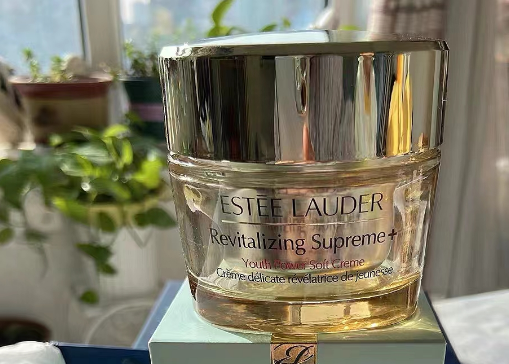 ESTEE LAUDER
Revitalizing Supreme+
Youth Power Soft Creme
Crème délicate révélatrice de jeunesse